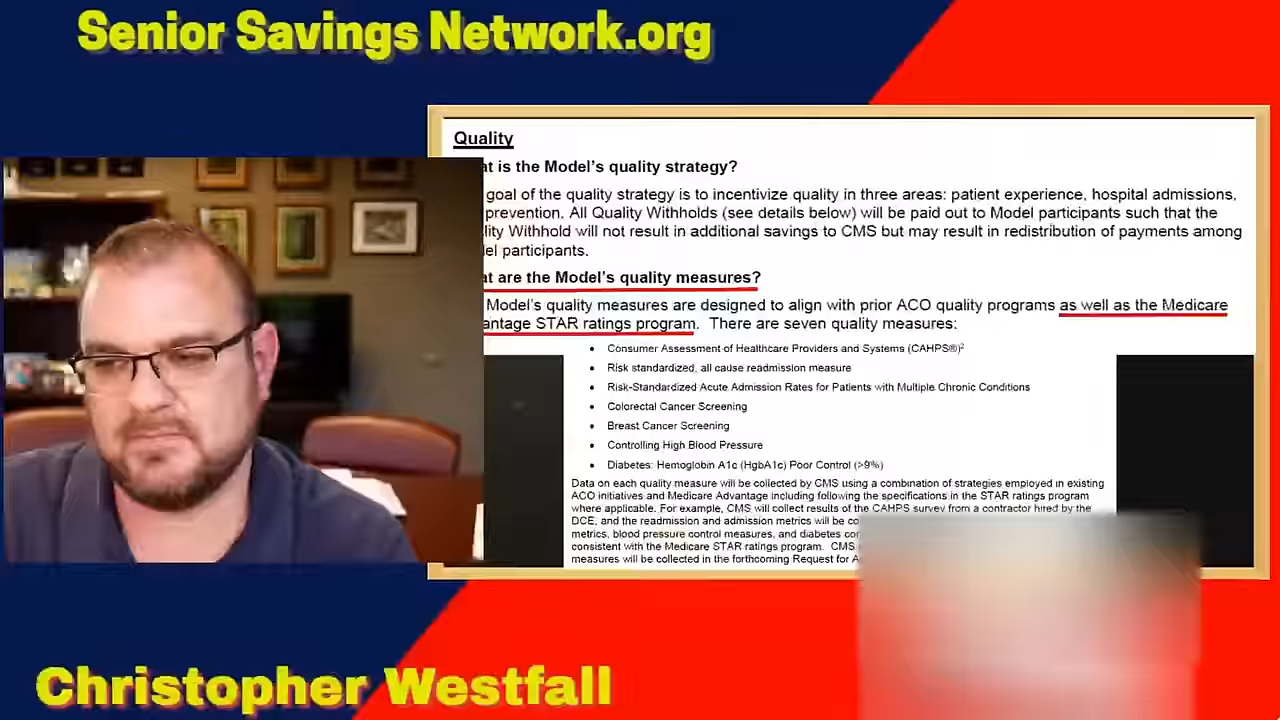 Senior Savings Network.org
Quality
at is the Model's quality strategy?
goal of the quality strategy is to incentivize quality in three areas: patient experience, hospital admissions,
prevention. All Quality Withholds (see details below) will be paid out to Model participants such that the
lity Withhold will not result in additional savings to CMS but may result in redistribution of payments among
el participants.
at are the Model's quality measures?
Model's quality measures are designed to align with prior ACO quality programs as well as the Medicare
antage STAR ratings program. There are seven quality measures:
• Consumer Assessment of Healthcare Providers and Systems (CAHPS®)²
• Risk standardized, all cause readmission measure
• Risk-Standardized Acute Admission Rates for Patients with Multiple Chronic Conditions
• Colorectal Cancer Screening
• Breast Cancer Screening
• Controlling High Blood Pressure
• Diabetes: Hemoglobin A1c (HgbA1c) Poor Control (>9%)
Data on each quality measure will be collected by CMS using a combination of strategies employed in existing
ACO initiatives and Medicare Advantage including following the specifications in the STAR ratings program
where applicable. For example, CMS will collect results of the CAHPS survey from a contractor hired by the
DCE, and the readmission and admission metrics will be co
metrics, blood pressure control measures, and diabetes cor
consistent with the Medicare STAR ratings program. CMS
measures will be collected in the forthcoming Request for A
Christopher Westfall